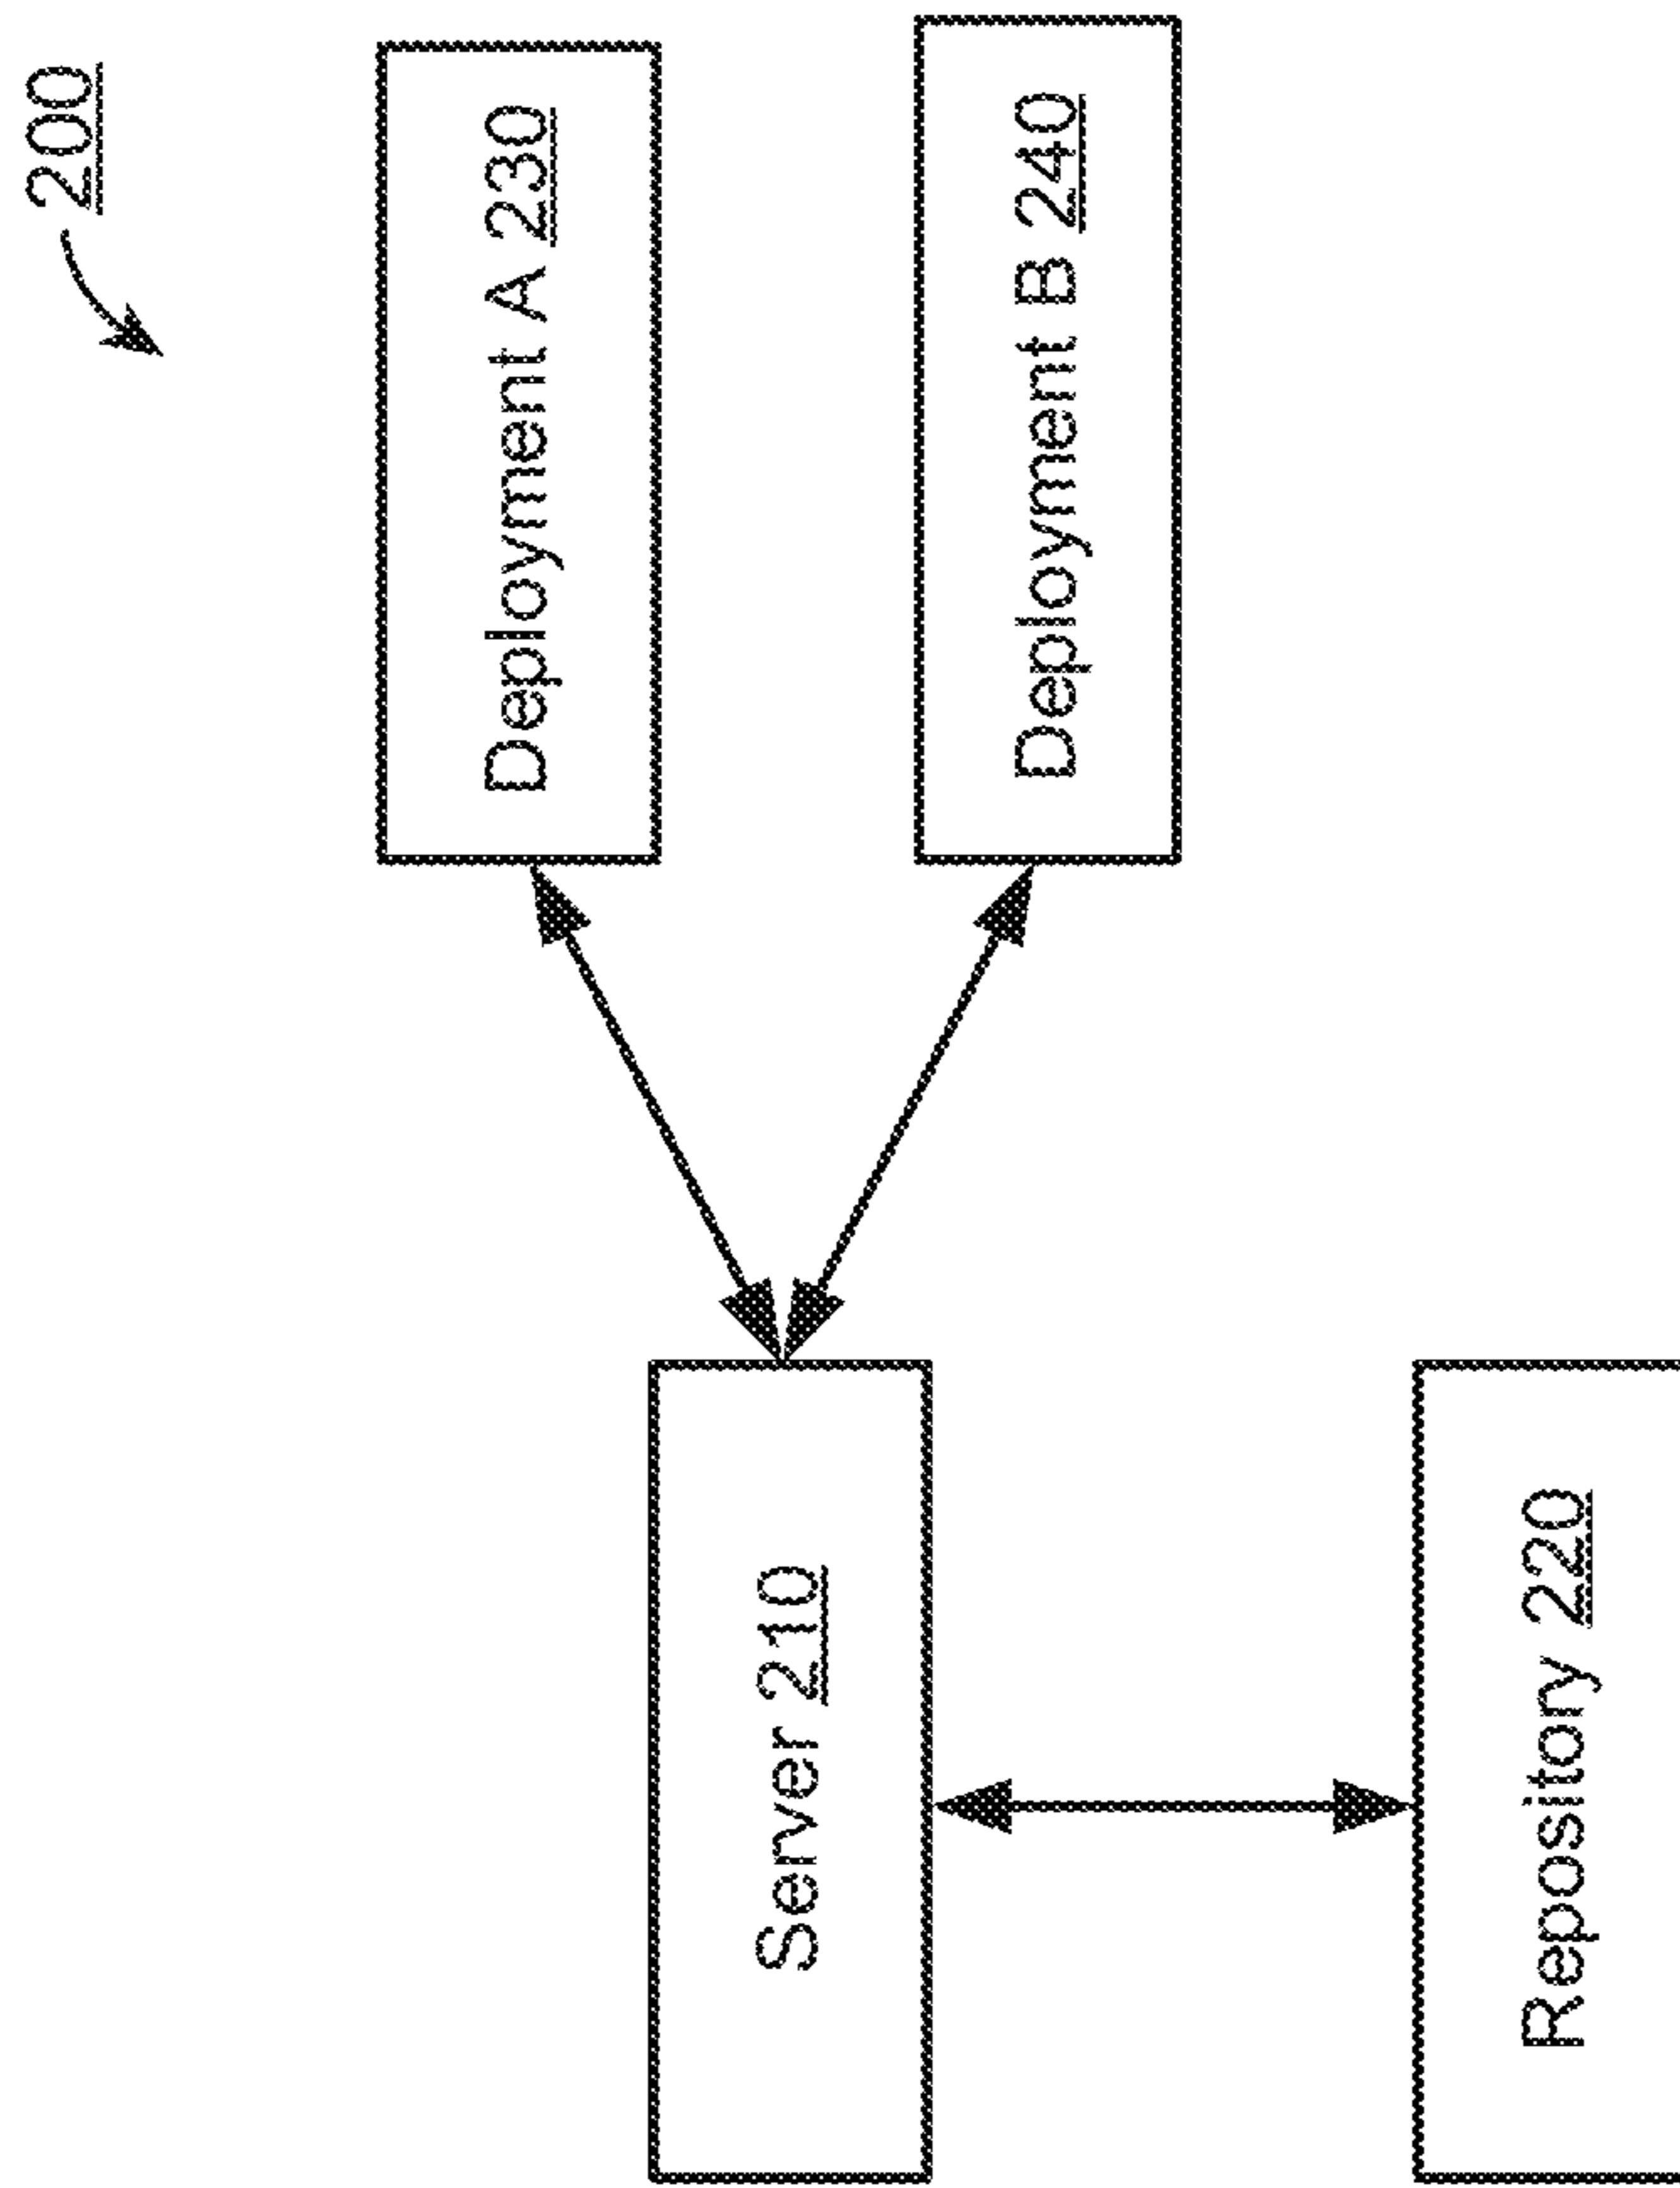 200
Deployment A 230
Deployment B 240
Server 210
Repository 220